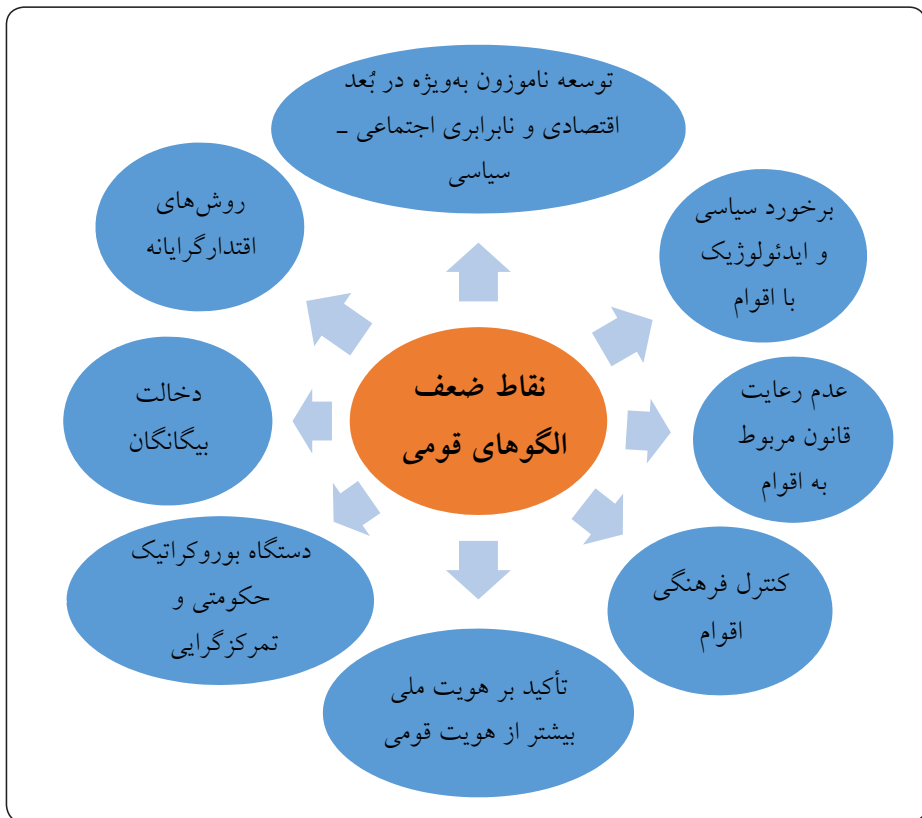 توسعه ناموزون به‌ویژه در بُعد
اقتصادی و نابرابری اجتماعی –
سیاسی
برخورد سیاسی
و ایدئولوژیک
با اقوام
عدم رعایت
قانون مربوط
به اقوام
کنترل فرهنگی
اقوام
تأکید بر هویت ملی
بیشتر از هویت قومی
دستگاه بوروکراتیک
حکومتی و
تمرکزگرایی
دخالت
بیگانگان
روش‌های
اقتدارگرایانه
نقاط ضعف
الگوهای قومی